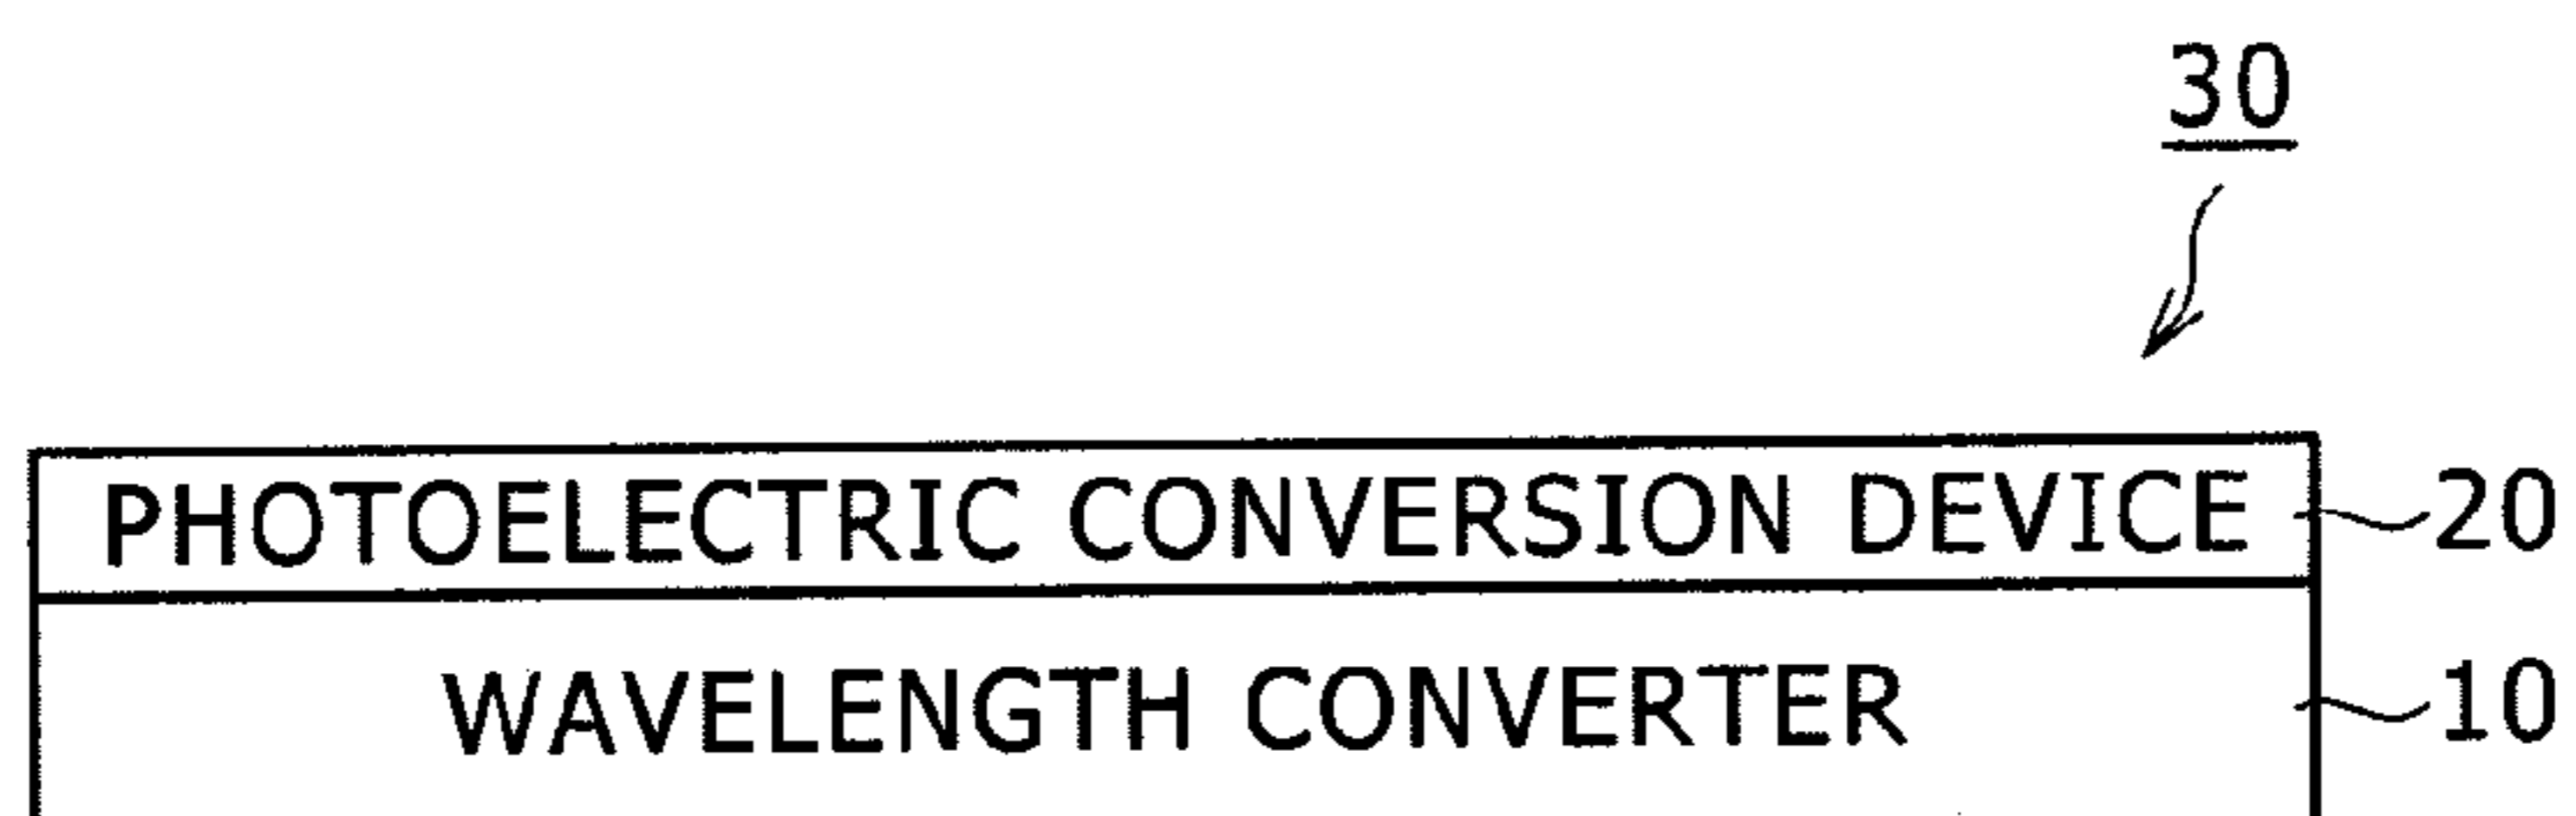 30
PHOTOELECTRIC CONVERSION DEVICE 20
WAVELENGTH CONVERTER 10